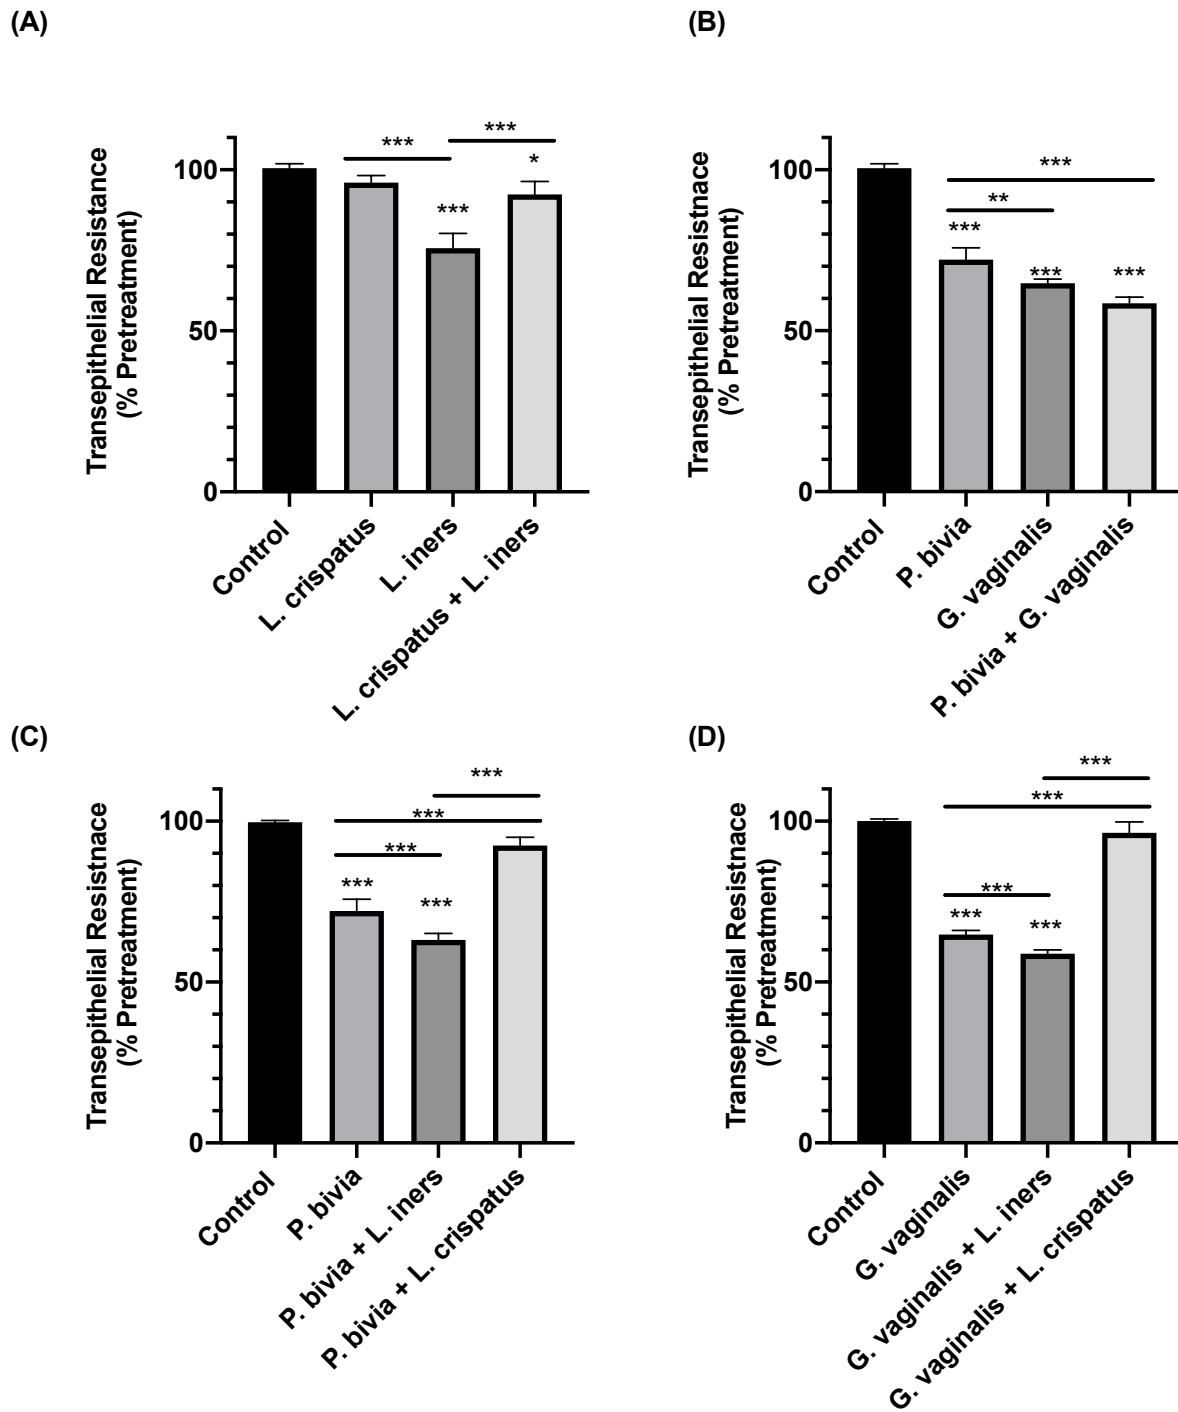 (A)
Transepithelial Resistance
(% Pretreatment)
100
50
0
***
***
***
*
Control
L. crispatus
L. iners
L. crispatus + L. iners
(B)
Transepithelial Resistnace
(% Pretreatment)
100
50
0
***
**
***
***
***
Control
P. bivia
G. vaginalis
P. bivia + G. vaginalis
(C)
Transepithelial Resistnace
(% Pretreatment)
100
50
0
***
***
***
***
***
Control
P. bivia
P. bivia + L. iners
P. bivia + L. crispatus
(D)
Transepithelial Resistnace
(% Pretreatment)
100
50
0
***
***
***
***
***
Control
G. vaginalis
G. vaginalis + L. iners
G. vaginalis + L. crispatus